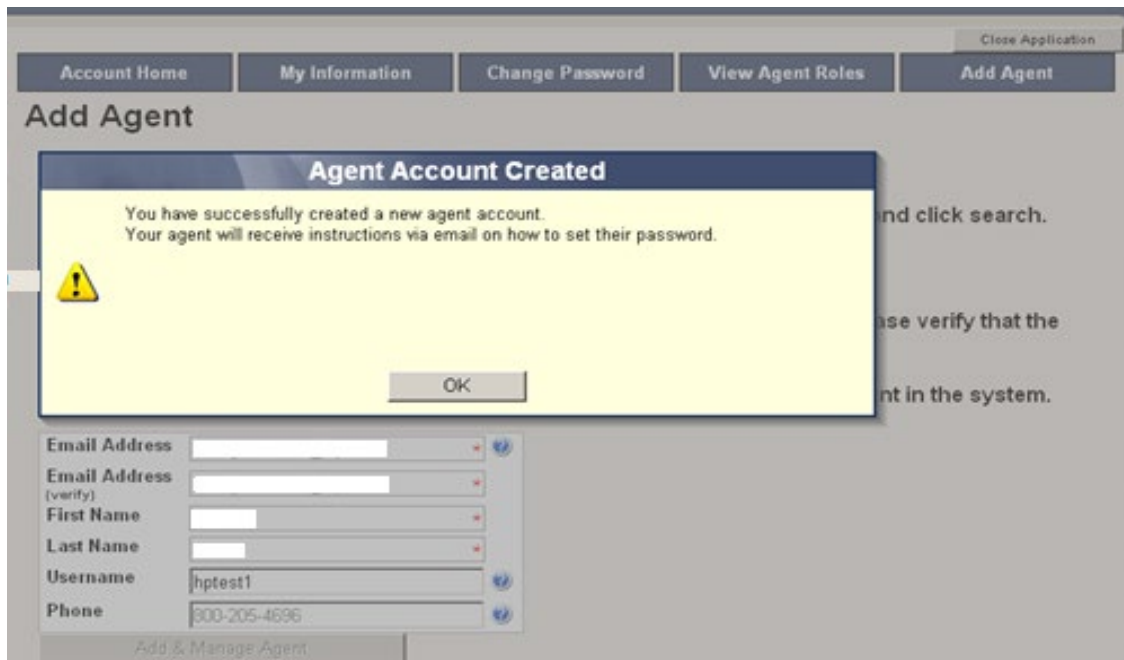 Close Application
Account Home My Information Change Password View Agent Roles Add Agent
Add Agent
Agent Account Created
You have successfully created a new agent account.
Your agent will receive instructions via email on how to set their password.
and click search.
verify that the
in the system.
OK
Email Address *
Email Address *
(verify)
First Name *
Last Name *
Username hptest1
Phone 800-205-4696
Add & Manage Agent